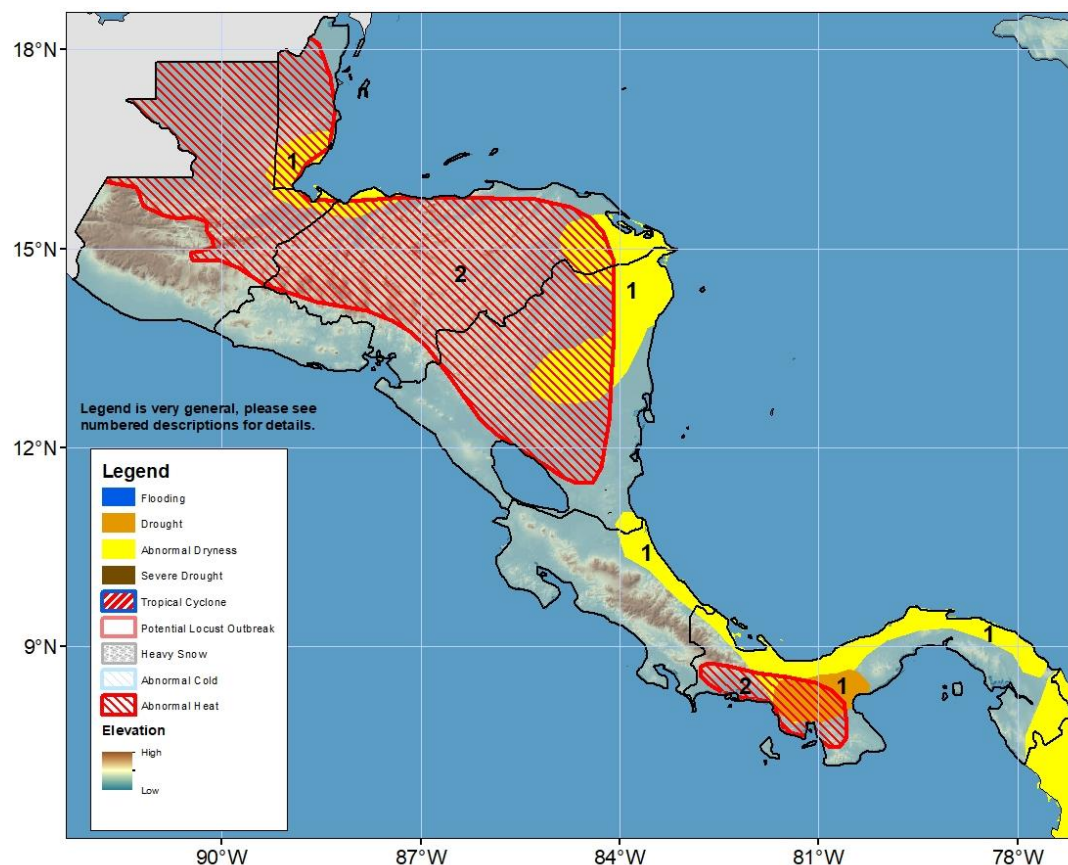 18°N
1
15°N
2
1
Legend is very general, please see
numbered descriptions for details.
12°N
Legend
Flooding
Drought
Abnormal Dryness
Severe Drought
Tropical Cyclone
Potential Locust Outbreak
Heavy Snow
Abnormal Cold
Abnormal Heat
Elevation
High
Low
1
9°N
1
2
1
90°W 87°W 84°W 81°W 78°W